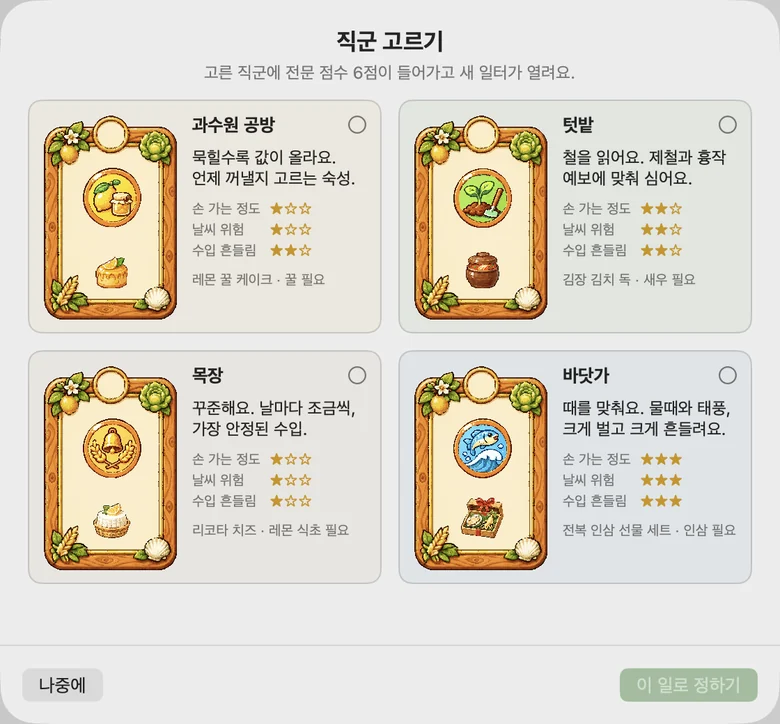 직군 고르기
고른 직군에 전문 점수 6점이 들어가고 새 일터가 열려요.
과수원 공방
묵힐수록 값이 올라요.
언제 꺼낼지 고르는 숙성.
손 가는 정도 ★☆☆
날씨 위험 ★☆☆
수입 흔들림 ★★☆
레몬 꿀 케이크 · 꿀 필요
텃밭
철을 읽어요. 제철과 흉작
예보에 맞춰 심어요.
손 가는 정도 ★★☆
날씨 위험 ★★☆
수입 흔들림 ★★☆
김장 김치 독 · 새우 필요
목장
꾸준해요. 날마다 조금씩,
가장 안정된 수입.
손 가는 정도 ★☆☆
날씨 위험 ★☆☆
수입 흔들림 ★☆☆
리코타 치즈 · 레몬 식초 필요
바닷가
때를 맞춰요. 물때와 태풍,
크게 벌고 크게 흔들려요.
손 가는 정도 ★★★
날씨 위험 ★★★
수입 흔들림 ★★★
전복 인삼 선물 세트 · 인삼 필요
나중에
이 일로 정하기